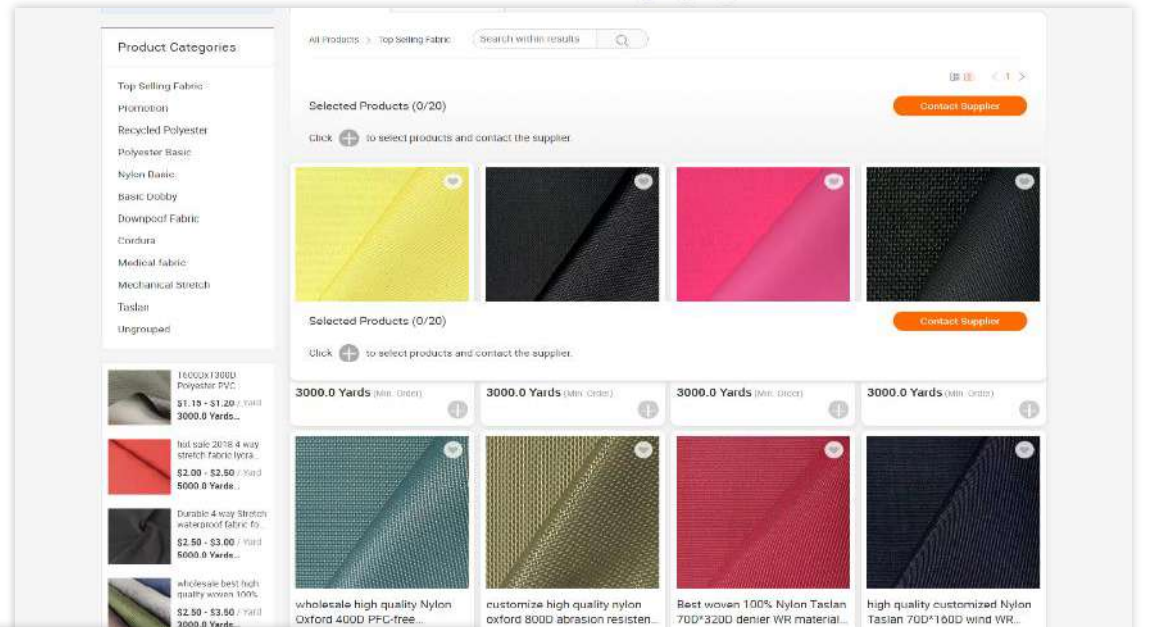 Product Categories
Top Selling Fabric
Promotion
Recycled Polyester
Polyester Basic
Nylon Basic
Basic Dobby
Downpoof Fabric
Cordura
Medical fabric
Mechanical Stretch
Taslan
Ungrouped
1600Dx1300D
Polyester PVC
$1.15 - $1.20 / Yard
3000.0 Yards...
hot sale 2018 4 way
stretch fabric lycra...
$2.00 - $2.50 / Yard
5000.0 Yards...
Durable 4 way Stretch
waterproof fabric fo...
$2.50 - $3.00 / Yard
5000.0 Yards...
wholesale best high
quality woven 100%
$2.50 - $3.50 / Yard
3000.0 Yards...
All Products > Top Selling Fabric
Search within results
< 1 >
Selected Products (0/20)
Contact Supplier
Click + to select products and contact the supplier.
Selected Products (0/20)
Contact Supplier
Click + to select products and contact the supplier.
3000.0 Yards (Min. Order)
3000.0 Yards (Min. Order)
3000.0 Yards (Min. Order)
3000.0 Yards (Min. Order)
wholesale high quality Nylon
Oxford 400D PFC-free...
customize high quality nylon
oxford 800D abrasion resisten...
Best woven 100% Nylon Taslan
70D*320D denier WR material...
high quality customized Nylon
Taslan 70D*160D wind WR...